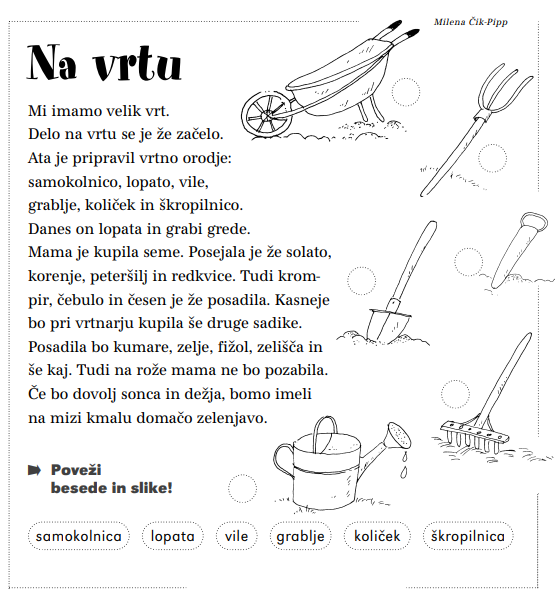 Milena Čik-Pipp
Na vrtu
Mi imamo velik vrt.
Delo na vrtu se je že začelo.
Ata je pripravil vrtno orodje:
samokolnico, lopato, vile,
grablje, količek in škropilnico.
Danes on lopata in grabi grede.
Mama je kupila seme. Posejala je že solato,
korenje, peteršilj in redkvice. Tudi krom-
pir, čebulo in česen je že posadila. Kasneje
bo pri vrtnarju kupila še druge sadike.
Posadila bo kumare, zelje, fižol, zelišča in
še kaj. Tudi na rože mama ne bo pozabila.
Če bo dovolj sonca in dežja, bomo imeli
na mizi kmalu domačo zelenjavo.
Poveži
besede in slike!
samokolnica lopata vile grablje količek škropilnica